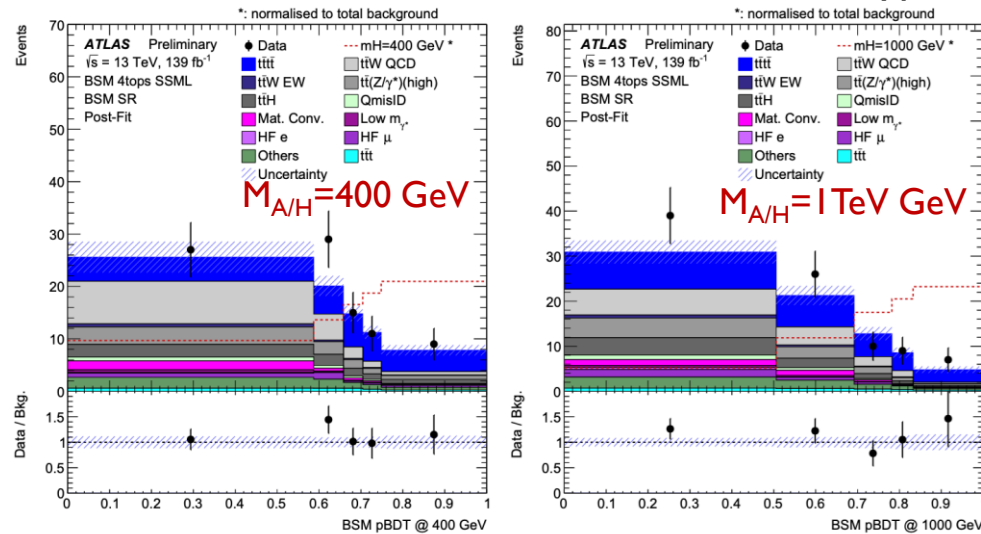 *: normalised to total background
Events
70
60
50
40
30
20
10
0
ATLAS Preliminary
√s = 13 TeV, 139 fb⁻¹
BSM 4tops SSML
BSM SR
Post-Fit
Data
mH=400 GeV *
tt̄tt̄
tt̄W QCD
tt̄W EW
tt̄(Z/γ*)(high)
tt̄H
QmisID
Mat. Conv.
Low m_γ*
HF e
HF μ
Others
tt̄t
Uncertainty
M_A/H=400 GeV
Data / Bkg.
1.5
1
0.5
0
0 0.1 0.2 0.3 0.4 0.5 0.6 0.7 0.8 0.9 1
BSM pBDT @ 400 GeV
*: normalised to total background
Events
80
70
60
50
40
30
20
10
0
ATLAS Preliminary
√s = 13 TeV, 139 fb⁻¹
BSM 4tops SSML
BSM SR
Post-Fit
Data
mH=1000 GeV *
tt̄tt̄
tt̄W QCD
tt̄W EW
tt̄(Z/γ*)(high)
tt̄H
QmisID
Mat. Conv.
Low m_γ*
HF e
HF μ
Others
tt̄t
Uncertainty
M_A/H=1TeV GeV
Data / Bkg.
1.5
1
0.5
0
0 0.1 0.2 0.3 0.4 0.5 0.6 0.7 0.8 0.9
BSM pBDT @ 1000 GeV